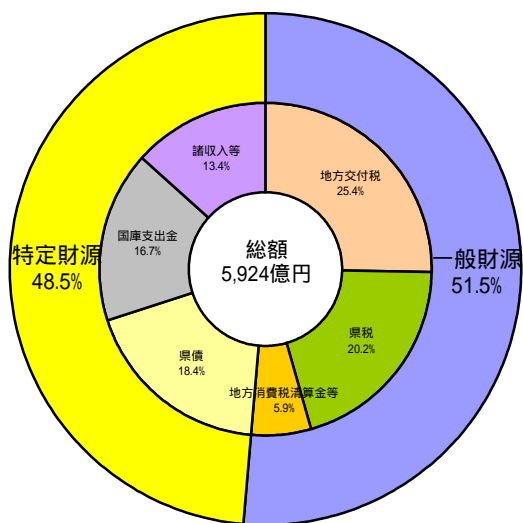 諸収入等
13.4%
地方交付税
25.4%
国庫支出金
16.7%
特定財源
48.5%
総額
5,924億円
一般財源
51.5%
県税
20.2%
県債
18.4%
地方消費税清算金等
5.9%